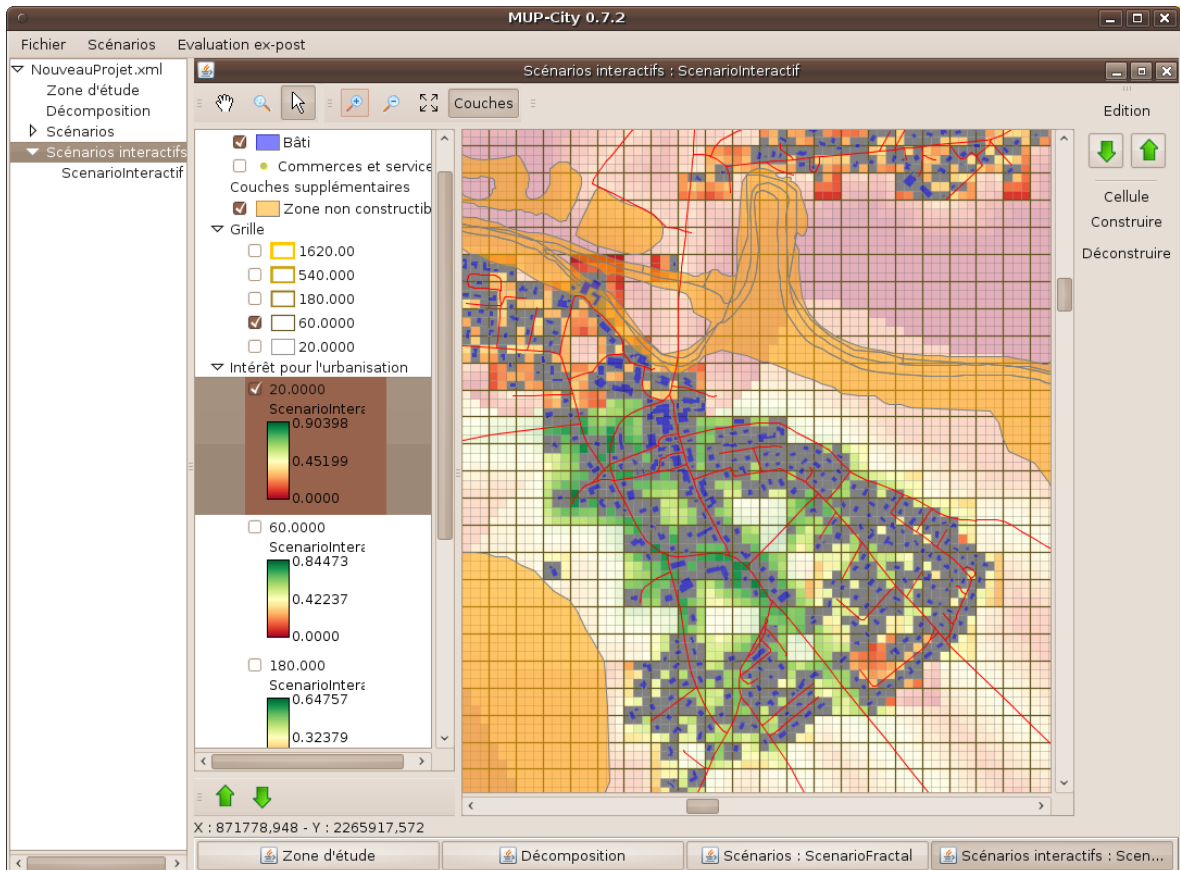 MUP-City 0.7.2
Fichier Scénarios Evaluation ex-post
NouveauProjet.xml
Zone d'étude
Décomposition
Scénarios
Scénarios interactifs
ScenarioInteractif
Scénarios interactifs : ScenarioInteractif
Couches
Bâti
Commerces et service
Couches supplémentaires
Zone non constructib
Grille
1620.00
540.000
180.000
60.0000
20.0000
Intérêt pour l'urbanisation
20.0000
ScenarioIntera
0.90398
0.45199
0.0000
60.0000
ScenarioIntera
0.84473
0.42237
0.0000
180.000
ScenarioIntera
0.64757
0.32379
Edition
Cellule
Construire
Déconstruire
X : 871778,948 - Y : 2265917,572
Zone d'étude
Décomposition
Scénarios : ScenarioFractal
Scénarios interactifs : Scen...